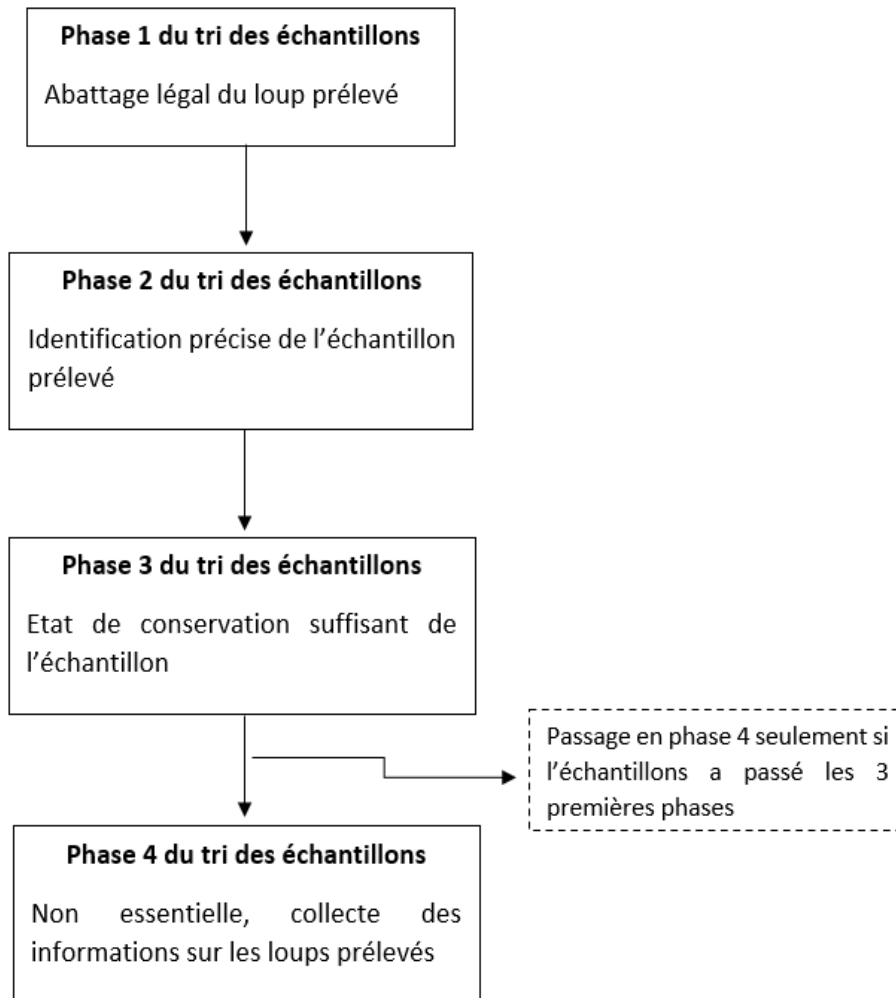 Phase 1 du tri des échantillons
Abattage légal du loup prélevé
Phase 2 du tri des échantillons
Identification précise de l'échantillon
prélevé
Phase 3 du tri des échantillons
Etat de conservation suffisant de
l'échantillon
Passage en phase 4 seulement si
l'échantillons a passé les 3
premières phases
Phase 4 du tri des échantillons
Non essentielle, collecte des
informations sur les loups prélevés